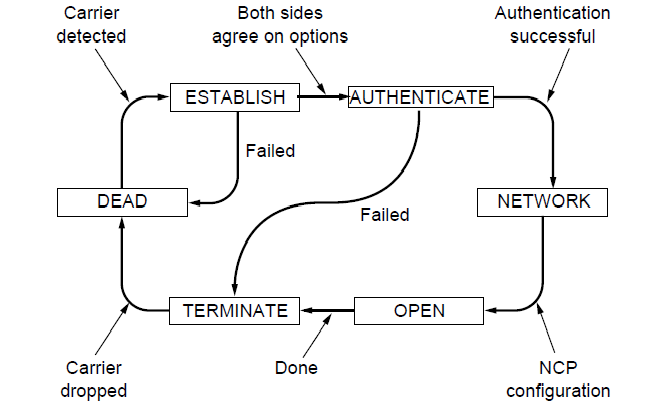 Carrier
detected
Both sides
agree on options
Authentication
successful
ESTABLISH
AUTHENTICATE
Failed
DEAD
NETWORK
Failed
TERMINATE
OPEN
Carrier
dropped
Done
NCP
configuration